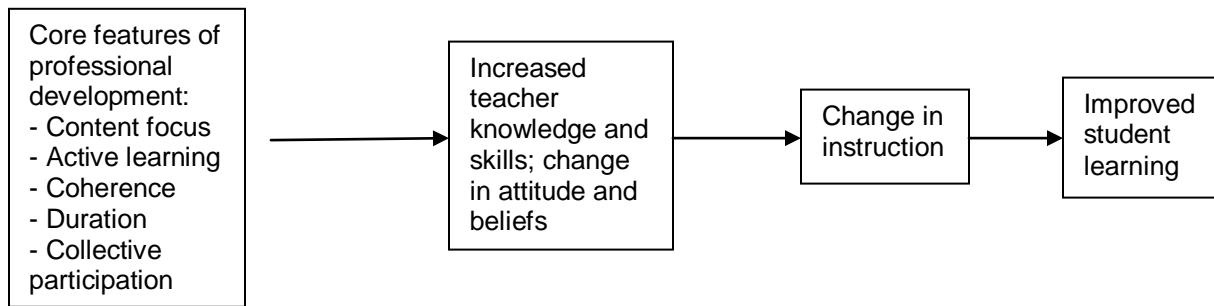 Core features of
professional
development:
- Content focus
- Active learning
- Coherence
- Duration
- Collective
participation
Increased
teacher
knowledge and
skills; change
in attitude and
beliefs
Change in
instruction
Improved
student
learning